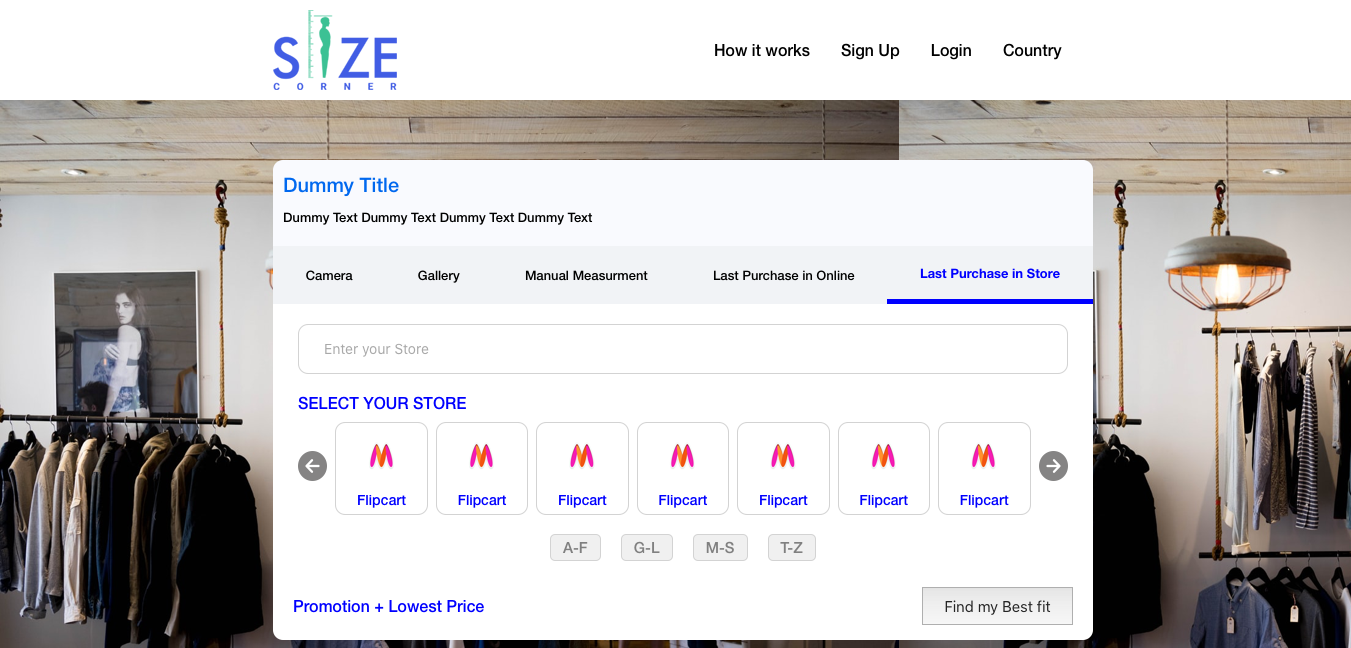 SIZE
CORNER
How it works Sign Up Login Country
Dummy Title
Dummy Text Dummy Text Dummy Text Dummy Text
Camera Gallery Manual Measurment Last Purchase in Online Last Purchase in Store
Enter your Store
SELECT YOUR STORE
Flipcart Flipcart Flipcart Flipcart Flipcart Flipcart Flipcart
A-F G-L M-S T-Z
Promotion + Lowest Price Find my Best fit